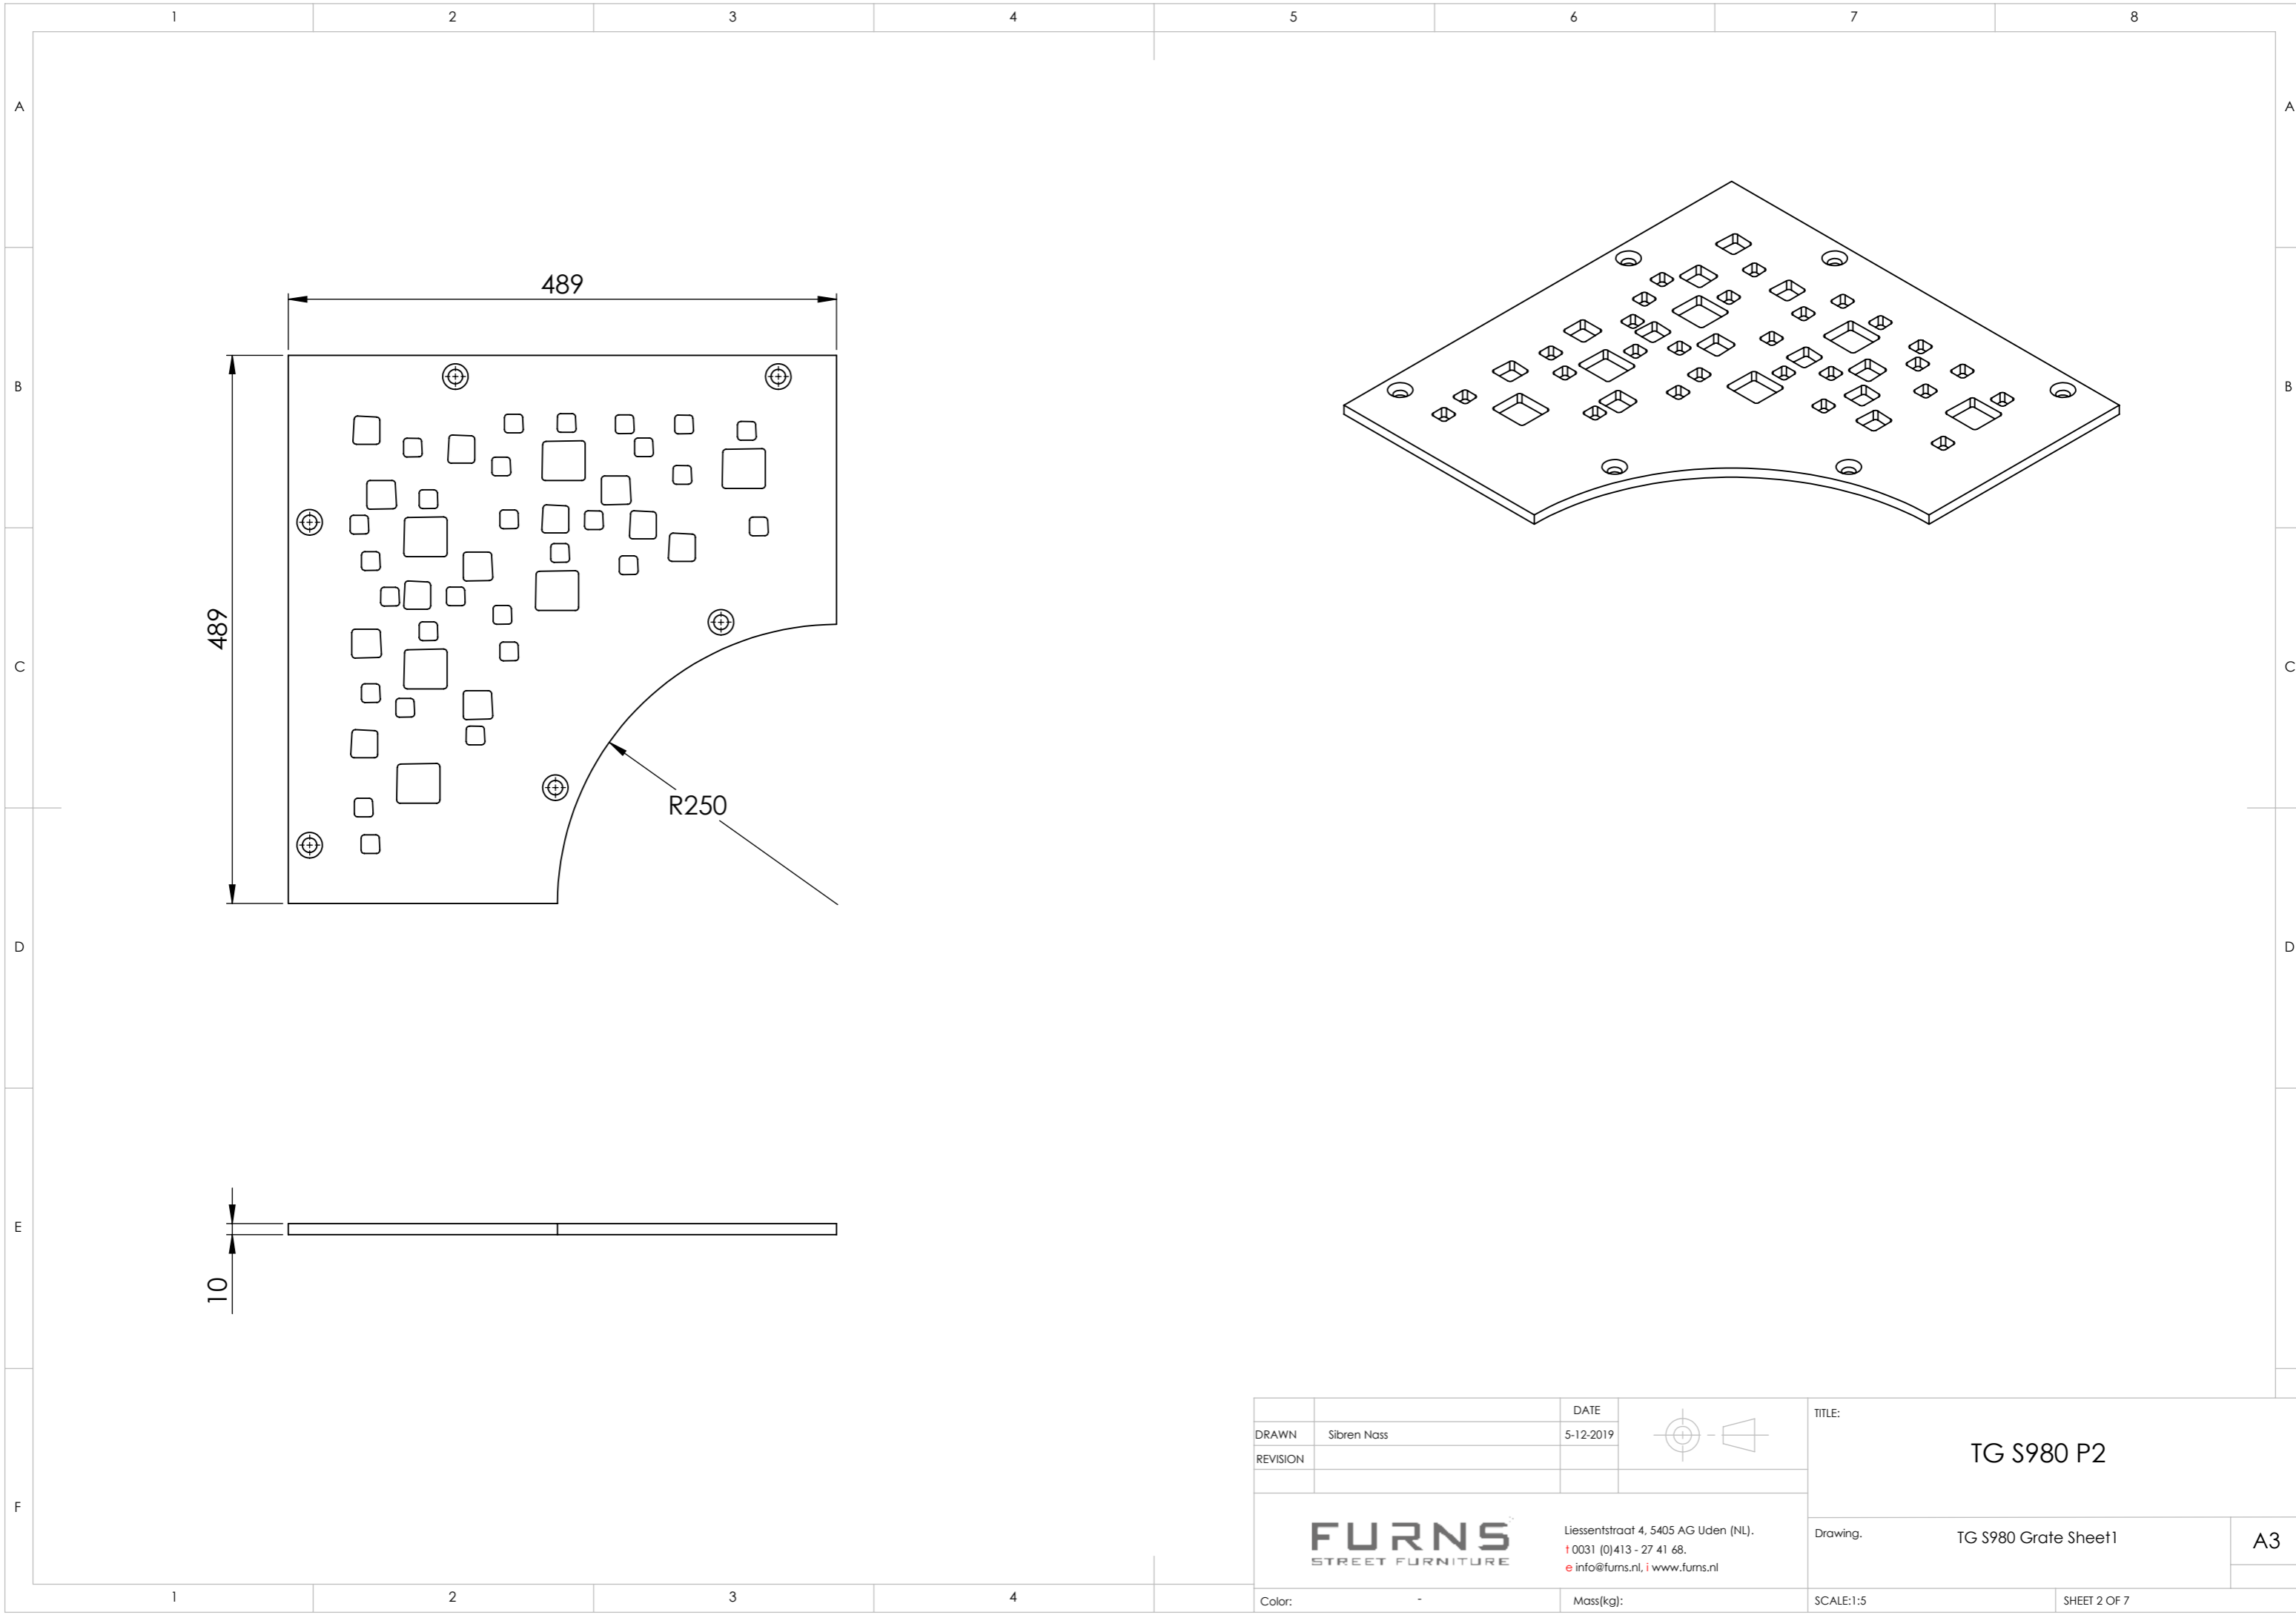 1 2 3 4 5 6 7 8
A A
489
B B
489
C C
R250
D D
E
10
F
DATE
DRAWN Sibren Nass 5-12-2019
REVISION
TITLE:
TG S980 P2
FURNS
STREET FURNITURE
Liessentstraat 4, 5405 AG Uden (NL).
t 0031 (0)413 - 27 41 68.
e info@furns.nl, i www.furns.nl
Drawing. TG S980 Grate Sheet1 A3
Color: - Mass(kg): SCALE:1:5 SHEET 2 OF 7
1 2 3 4